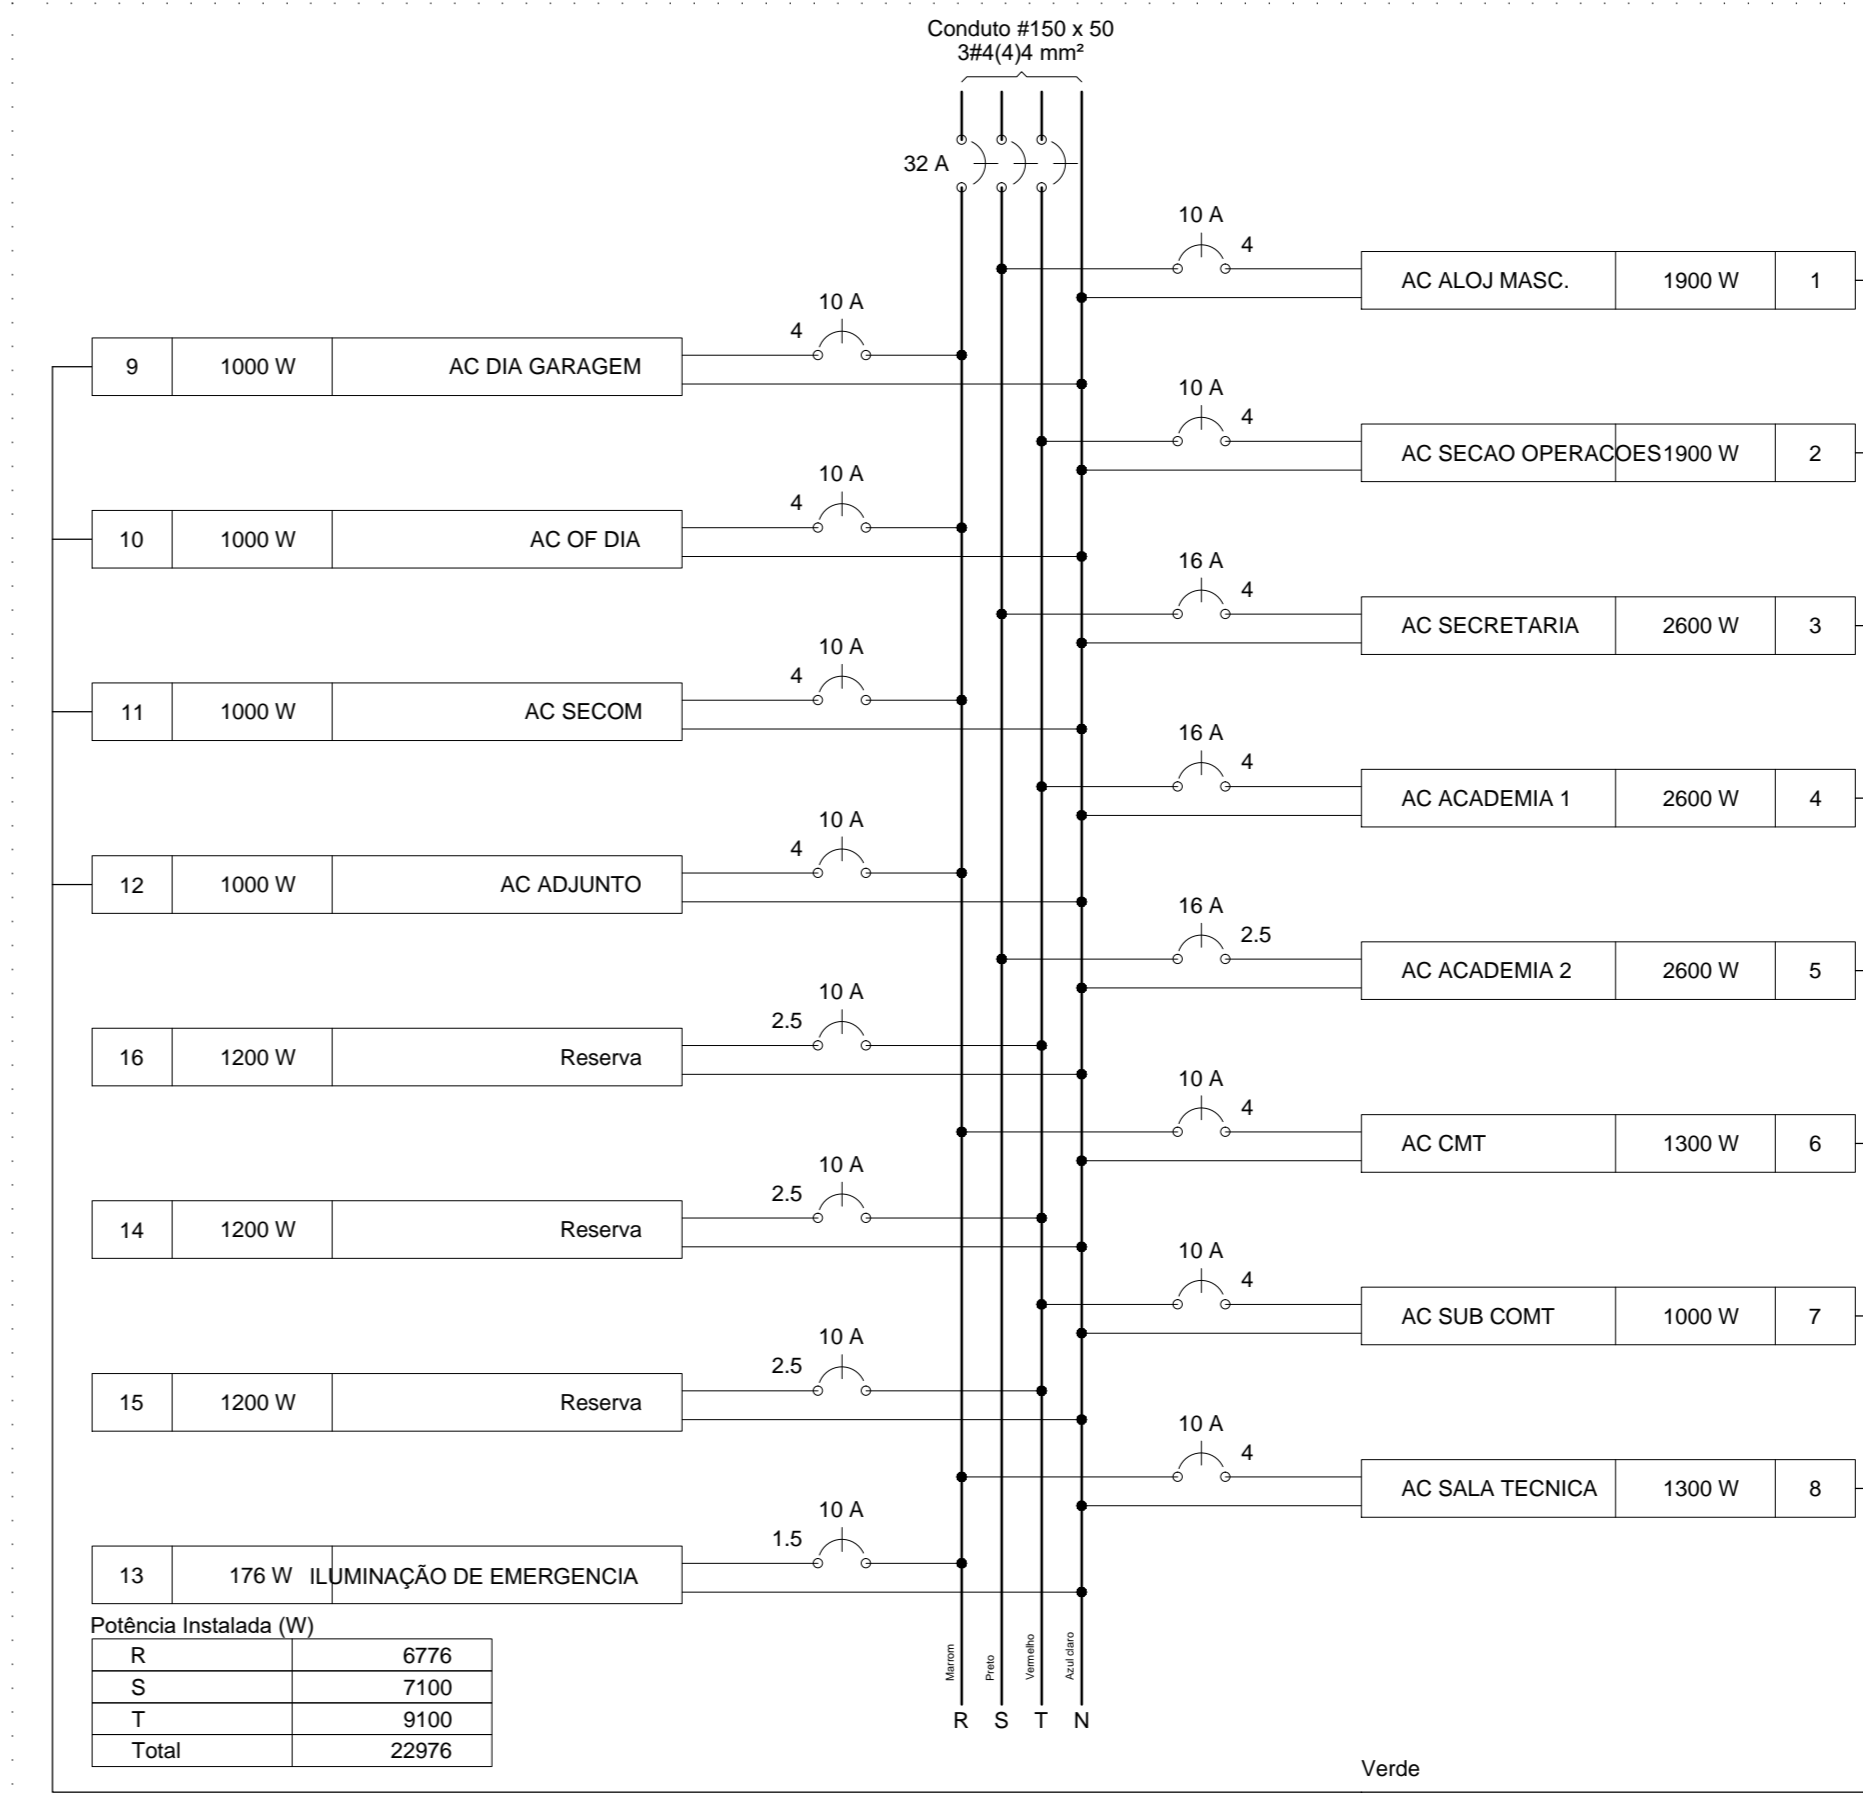 Conduto #150 x 50
3#4(4)4 mm²
32 A
10 A
4
AC ALOJ MASC. 1900 W 1
10 A
4
9 1000 W AC DIA GARAGEM
10 A
4
AC SECAO OPERACOES 1900 W 2
10 A
4
10 1000 W AC OF DIA
16 A
4
AC SECRETARIA 2600 W 3
10 A
4
11 1000 W AC SECOM
16 A
4
AC ACADEMIA 1 2600 W 4
10 A
4
12 1000 W AC ADJUNTO
16 A
2.5
AC ACADEMIA 2 2600 W 5
10 A
2.5
16 1200 W Reserva
10 A
4
AC CMT 1300 W 6
10 A
2.5
14 1200 W Reserva
10 A
4
AC SUB COMT 1000 W 7
10 A
2.5
15 1200 W Reserva
10 A
4
AC SALA TECNICA 1300 W 8
10 A
1.5
13 176 W ILUMINAÇÃO DE EMERGENCIA
Potência Instalada (W)
R 6776
S 7100
T 9100
Total 22976
Marrom
Preto
Vermelho
Azul claro
R S T N
Verde